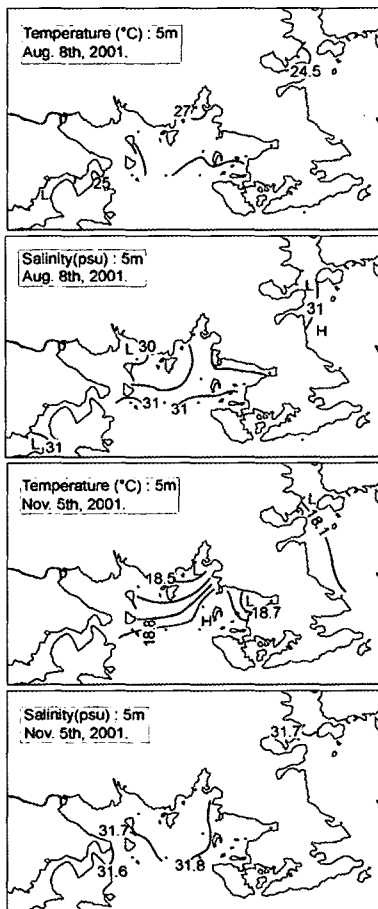 Temperature (°C) : 5m
Aug. 8th, 2001.
24.5
27
L
25
Salinity(psu) : 5m
Aug. 8th, 2001.
L
31
H
L 30
31
31
L 31
Temperature (°C) : 5m
Nov. 5th, 2001.
L
18.1
18.5
L
L
18.7
H
18.8
Salinity(psu) : 5m
Nov. 5th, 2001.
31.7
31.7
31.8
31.6